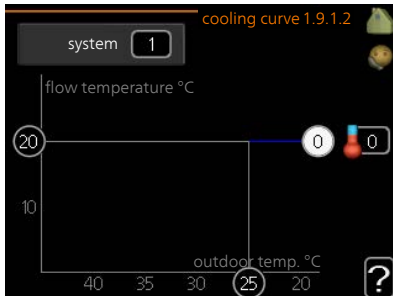 cooling curve 1.9.1.2
system 1
flow temperature °C
20 0 0
10
outdoor temp. °C
40 35 30 25 20
?